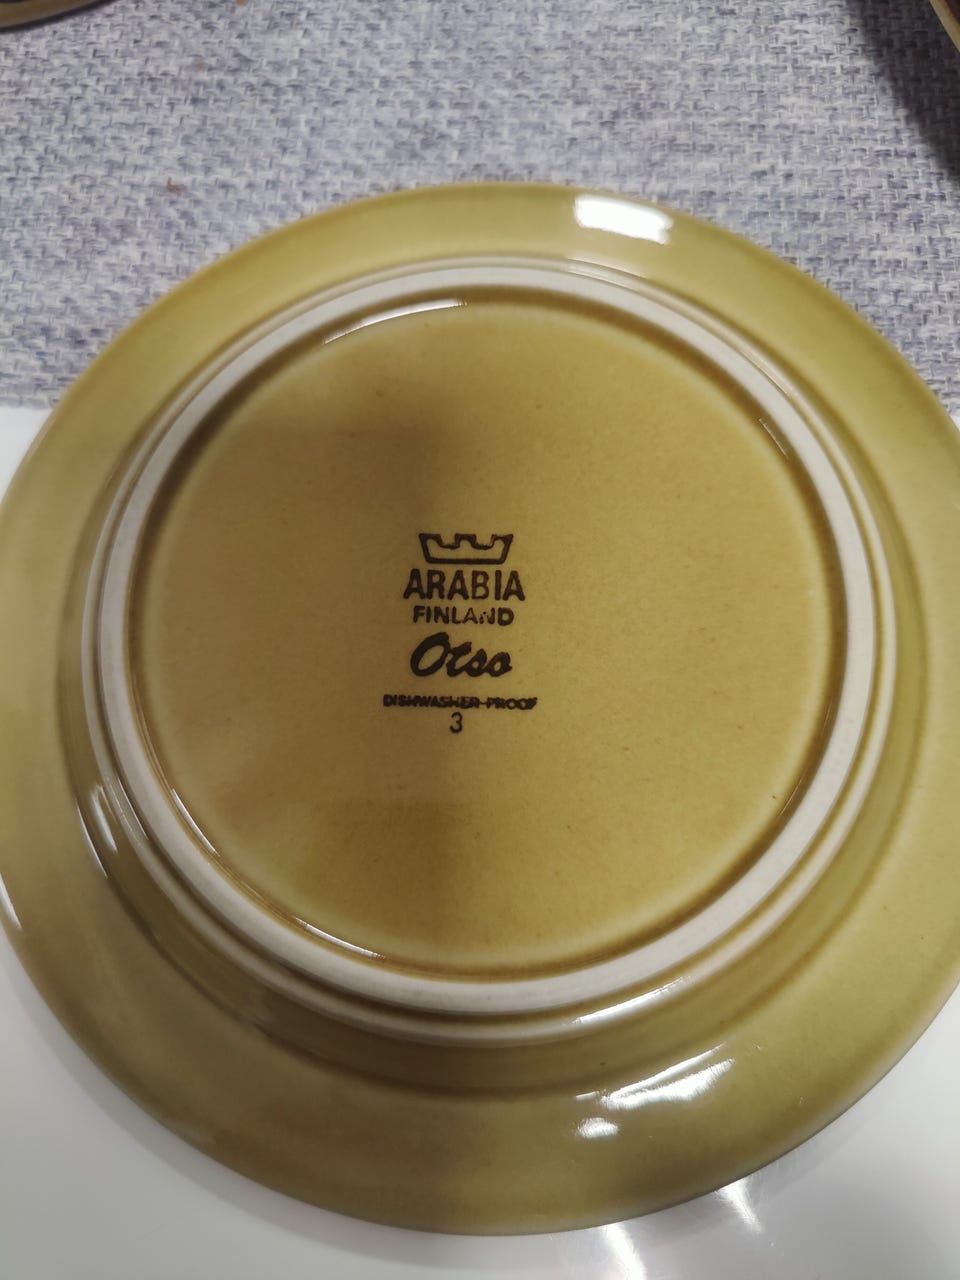 ARABIA
FINLAND
Otso
DISHWASHER-PROOF
3